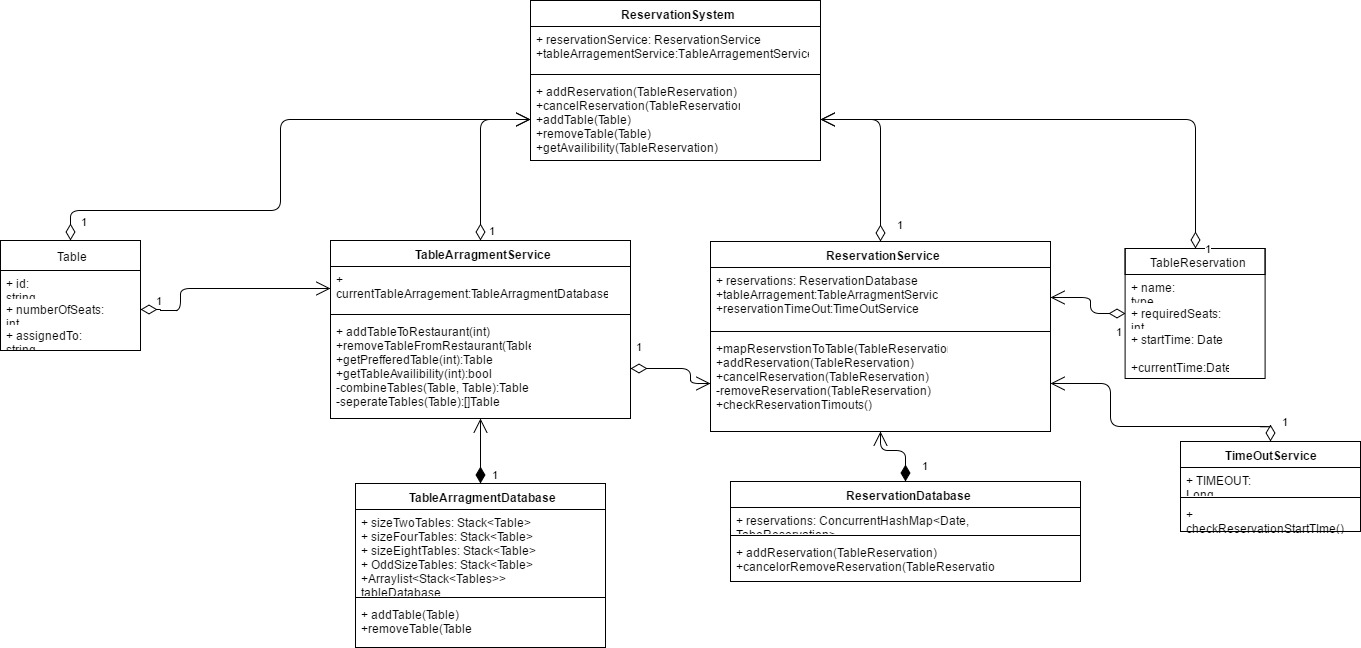 ReservationSystem
+ reservationService: ReservationService
+tableArragementService:TableArragementService
+ addReservation(TableReservation)
+cancelReservation(TableReservation
+addTable(Table)
+removeTable(Table)
+getAvailibility(TableReservation)
1
1
1
1
Table
+ id:
string
+ numberOfSeats:
int
+ assignedTo:
string
1
TableArragmentService
+
currentTableArragement:TableArragmentDatabase
+ addTableToRestaurant(int)
+removeTableFromRestaurant(Table
+getPrefferedTable(int):Table
+getTableAvailibility(int):bool
-combineTables(Table, Table):Table
-seperateTables(Table):[]Table
1
ReservationService
+ reservations: ReservationDatabase
+tableArragement:TableArragmentServic
+reservationTimeOut:TimeOutService
+mapReservstionToTable(TableReservatio
+addReservation(TableReservation)
+cancelReservation(TableReservation)
-removeReservation(TableReservation)
+checkReservationTimouts()
TableReservation
+ name:
type
+ requiredSeats:
int
+ startTime: Date
+currentTime:Date
1
1
TimeOutService
+ TIMEOUT:
Long
+
checkReservationStartTIme()
1
TableArragmentDatabase
+ sizeTwoTables: Stack<Table>
+ sizeFourTables: Stack<Table>
+ sizeEightTables: Stack<Table>
+ OddSizeTables: Stack<Table>
+Arraylist<Stack<Tables>>
tableDatabase
+ addTable(Table)
+removeTable(Table
1
ReservationDatabase
+ reservations: ConcurrentHashMap<Date,
TableReservation>
+ addReservation(TableReservation)
+cancelorRemoveReservation(TableReservatio